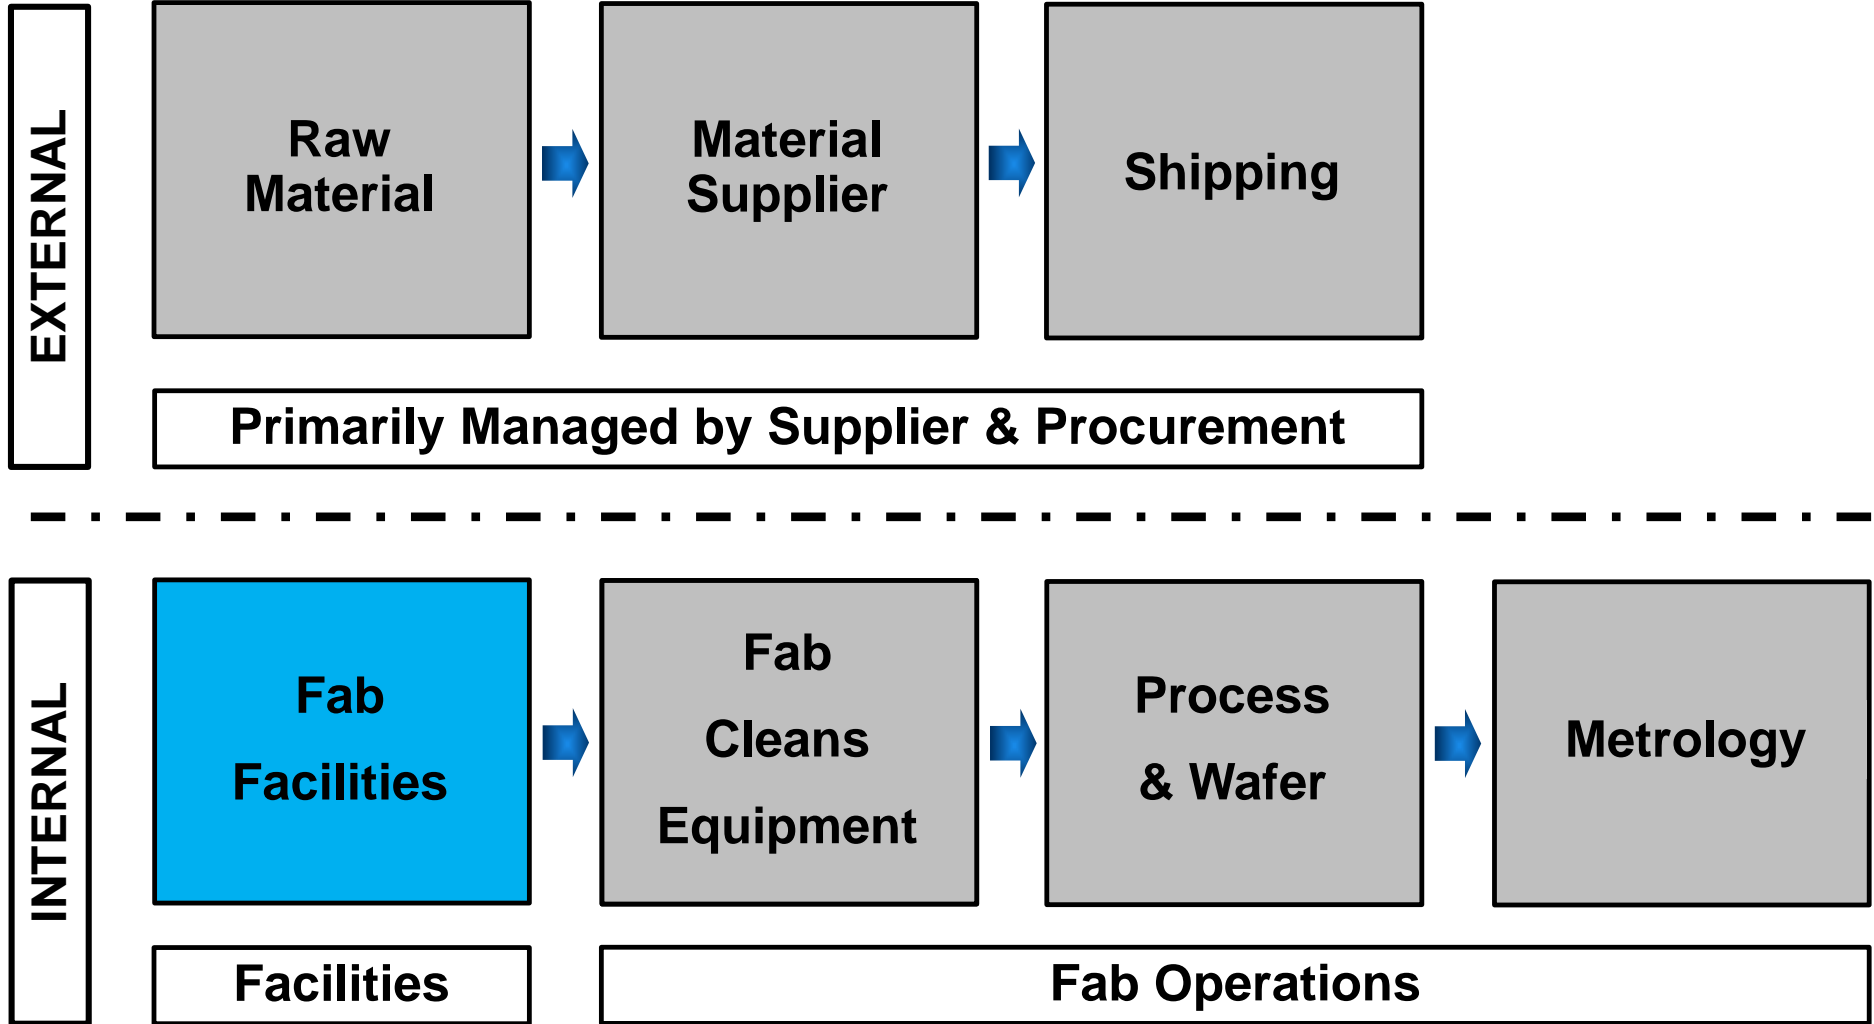 EXTERNAL
Raw
Material
Material
Supplier
Shipping
Primarily Managed by Supplier & Procurement
INTERNAL
Fab
Facilities
Fab
Cleans
Equipment
Process
& Wafer
Metrology
Facilities
Fab Operations